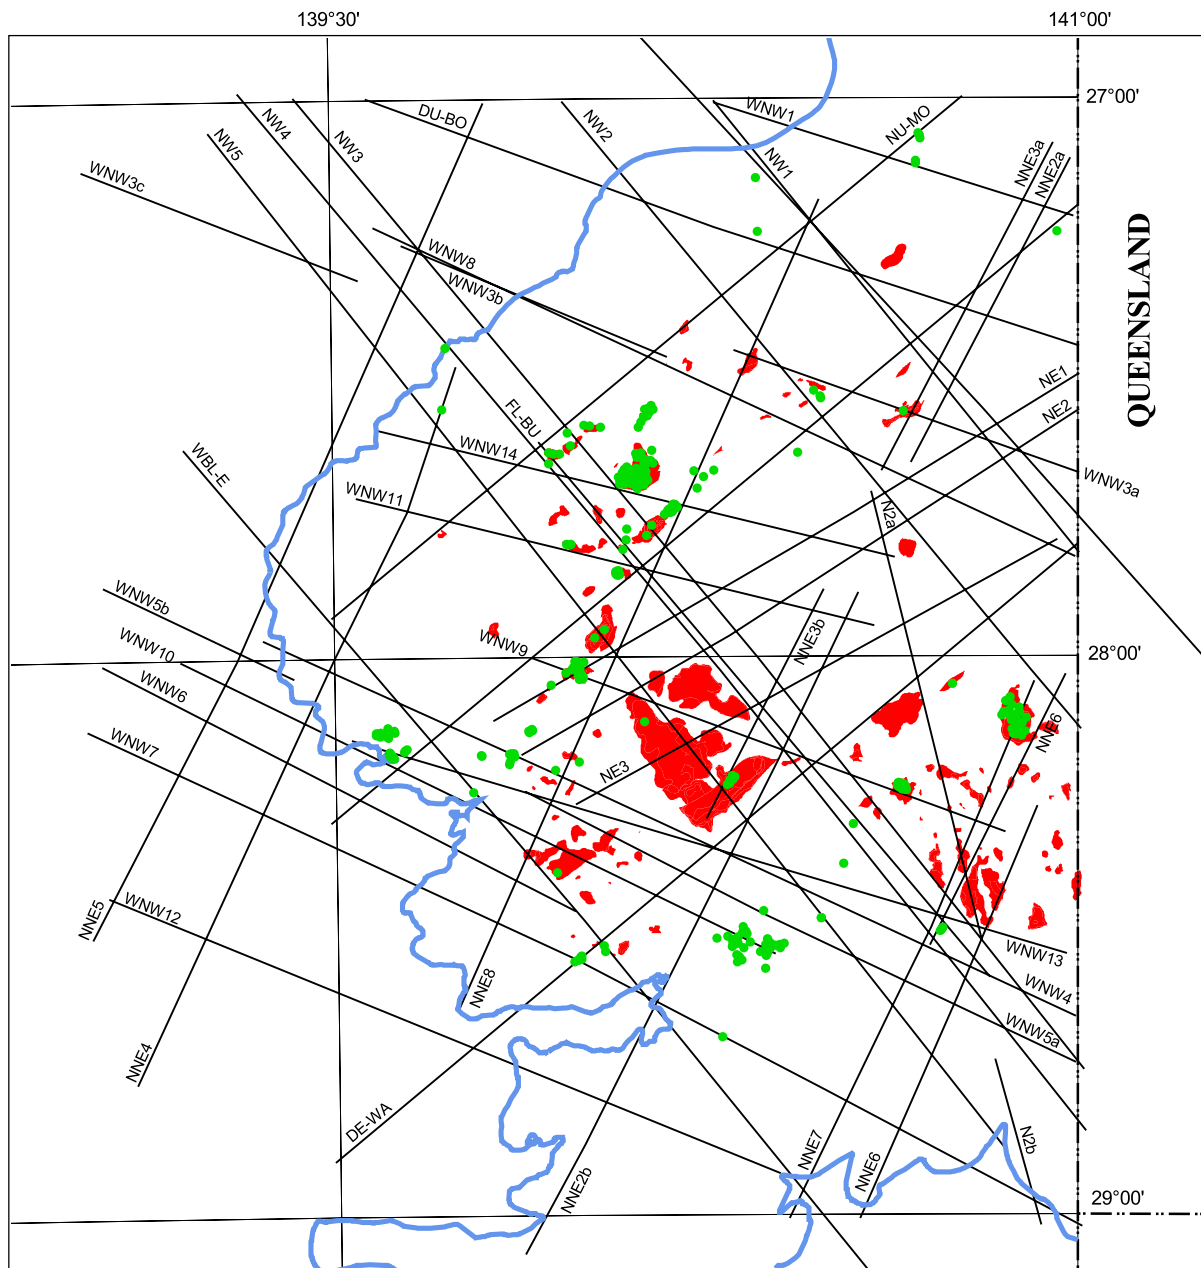 139°30'
141°00'
27°00'
DU-BO
NW2
WNW1
NU-MO
NW4
NW3
NW5
NW1
NNE3a
NNE2a
WNW3c
QUEENSLAND
WNW8
WNW3b
NE1
NE2
FL-BU
WNW14
WBL-E
WNW11
WNW3a
N2a
WNW5b
WNW10
WNW9
NNE3b
28°00'
WNW6
NNE6
WNW7
NE3
WNW12
NNE5
WNW13
NNE8
WNW4
WNW5a
NNE4
DE-WA
NNE7
N2b
NNE6
NNE2b
29°00'